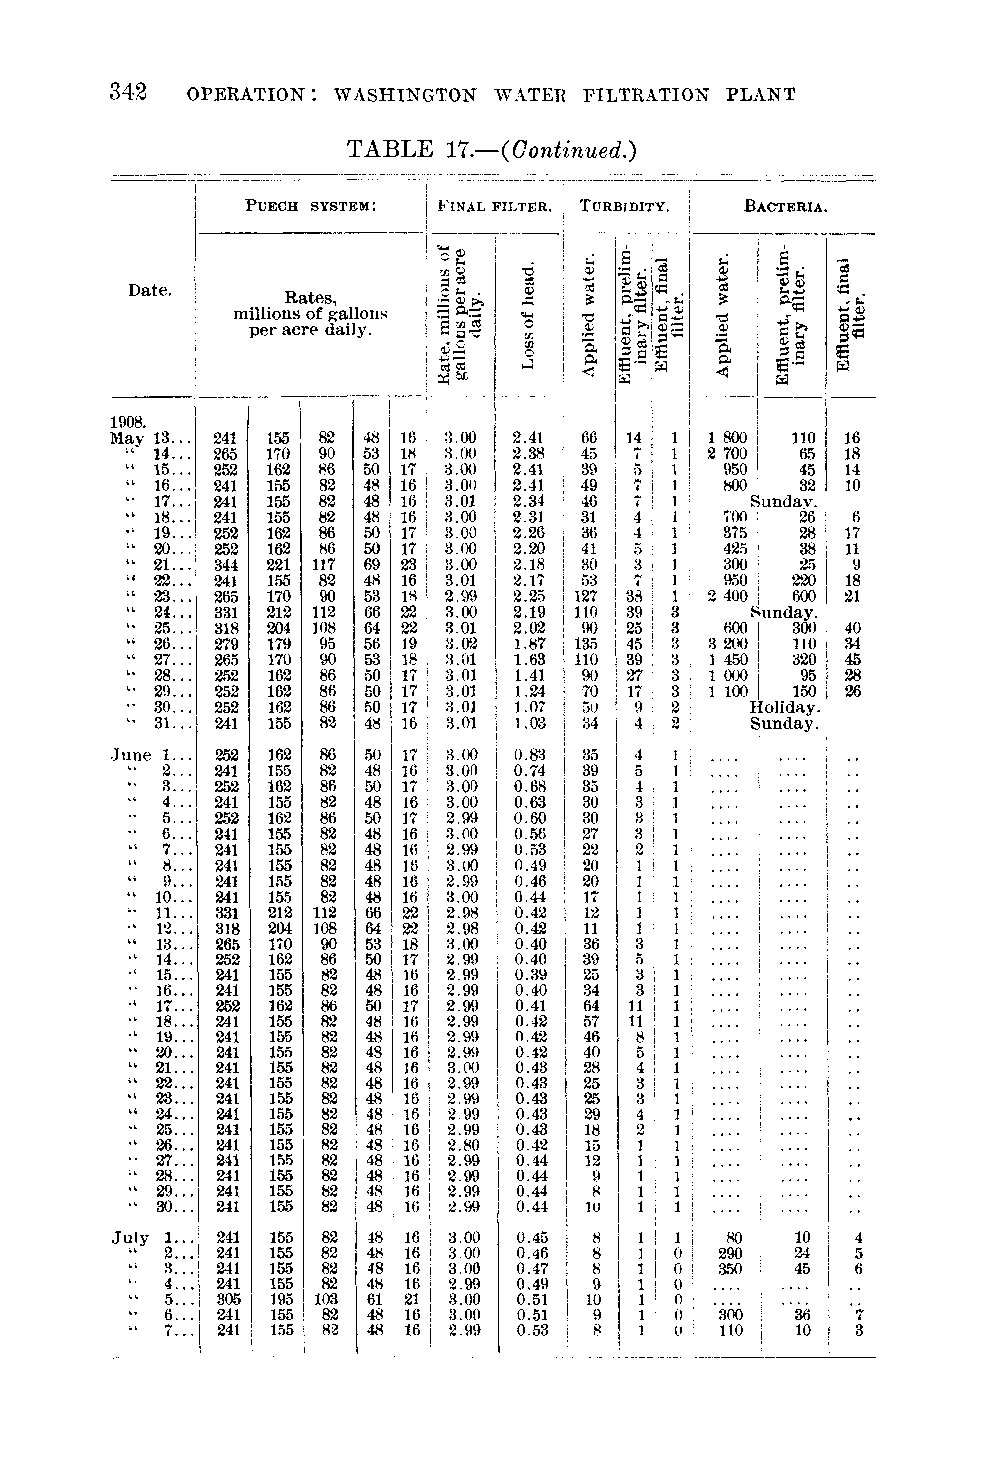 342 OPERATION: WASHINGTON WATER FILTRATION PLANT
TABLE 17.—(Continued.)
Date. PUECH SYSTEM: FINAL FILTER. TURBIDITY. BACTERIA.
Rates, millions of gallons per acre daily. Rate, millions of gallons per acre daily. Loss of head. Applied water. Effluent, preliminary filter. Effluent, final filter. Applied water. Effluent, preliminary filter. Effluent, final filter.
1908.
May 13... 241 155 82 48 16 3.00 2.41 66 14 1 1 800 110 16
" 14... 265 170 90 53 18 3.00 2.38 45 7 1 2 700 65 18
" 15... 252 162 86 50 17 3.00 2.41 39 5 1 950 45 14
" 16... 241 155 82 48 16 3.00 2.41 49 7 1 800 32 10
" 17... 241 155 82 48 16 3.01 2.34 46 7 1 Sunday.
" 18... 241 155 82 48 16 3.00 2.31 31 4 1 700 26 6
" 19... 252 162 86 50 17 3.00 2.26 36 4 1 375 28 17
" 20... 252 162 86 50 17 3.00 2.20 41 5 1 425 38 11
" 21... 344 221 117 69 23 3.00 2.18 30 3 1 300 25 9
" 22... 241 155 82 48 16 3.01 2.17 53 7 1 950 220 18
" 23... 265 170 90 53 18 2.99 2.25 127 38 1 2 400 600 21
" 24... 331 212 112 66 22 3.00 2.19 110 39 3 Sunday.
" 25... 318 204 108 64 22 3.01 2.02 90 25 3 600 300 40
" 26... 279 179 95 56 19 3.02 1.87 135 45 3 3 200 110 34
" 27... 265 170 90 53 18 3.01 1.63 110 39 3 1 450 320 45
" 28... 252 162 86 50 17 3.01 1.41 90 27 3 1 000 95 28
" 29... 252 162 86 50 17 3.01 1.24 70 17 3 1 100 150 26
" 30... 252 162 86 50 17 3.01 1.07 50 9 2 Holiday.
" 31... 241 155 82 48 16 3.01 1.03 34 4 2 Sunday.
June 1... 252 162 86 50 17 3.00 0.83 35 4 1 .... .... ..
" 2... 241 155 82 48 16 3.00 0.74 39 5 1 .... .... ..
" 3... 252 162 86 50 17 3.00 0.68 35 4 1 .... .... ..
" 4... 241 155 82 48 16 3.00 0.63 30 3 1 .... .... ..
" 5... 252 162 86 50 17 2.99 0.60 30 3 1 .... .... ..
" 6... 241 155 82 48 16 3.00 0.56 27 3 1 .... .... ..
" 7... 241 155 82 48 16 2.99 0.53 22 2 1 .... .... ..
" 8... 241 155 82 48 16 3.00 0.49 20 1 1 .... .... ..
" 9... 241 155 82 48 16 2.99 0.46 20 1 1 .... .... ..
" 10... 241 155 82 48 16 3.00 0.44 17 1 1 .... .... ..
" 11... 331 212 112 66 22 2.98 0.42 12 1 1 .... .... ..
" 12... 318 204 108 64 22 2.98 0.42 11 1 1 .... .... ..
" 13... 265 170 90 53 18 3.00 0.40 36 3 1 .... .... ..
" 14... 252 162 86 50 17 2.99 0.40 39 5 1 .... .... ..
" 15... 241 155 82 48 16 2.99 0.39 25 3 1 .... .... ..
" 16... 241 155 82 48 16 2.99 0.40 34 3 1 .... .... ..
" 17... 252 162 86 50 17 2.99 0.41 64 11 1 .... .... ..
" 18... 241 155 82 48 16 2.99 0.42 57 11 1 .... .... ..
" 19... 241 155 82 48 16 2.99 0.42 46 8 1 .... .... ..
" 20... 241 155 82 48 16 2.99 0.42 40 5 1 .... .... ..
" 21... 241 155 82 48 16 3.00 0.43 28 4 1 .... .... ..
" 22... 241 155 82 48 16 2.99 0.43 25 3 1 .... .... ..
" 23... 241 155 82 48 16 2.99 0.43 25 3 1 .... .... ..
" 24... 241 155 82 48 16 2.99 0.43 29 4 1 .... .... ..
" 25... 241 155 82 48 16 2.99 0.43 18 2 1 .... .... ..
" 26... 241 155 82 48 16 2.80 0.42 15 1 1 .... .... ..
" 27... 241 155 82 48 16 2.99 0.44 12 1 1 .... .... ..
" 28... 241 155 82 48 16 2.99 0.44 9 1 1 .... .... ..
" 29... 241 155 82 48 16 2.99 0.44 8 1 1 .... .... ..
" 30... 241 155 82 48 16 2.99 0.44 10 1 1 .... .... ..
July 1... 241 155 82 48 16 3.00 0.45 8 1 1 80 10 4
" 2... 241 155 82 48 16 3.00 0.46 8 1 0 290 24 5
" 3... 241 155 82 48 16 3.00 0.47 8 1 0 350 45 6
" 4... 241 155 82 48 16 2.99 0.49 9 1 0 .... ....
" 5... 305 195 103 61 21 3.00 0.51 10 1 0 .... .... ..
" 6... 241 155 82 48 16 3.00 0.51 9 1 0 300 36 7
" 7... 241 155 82 48 16 2.99 0.53 8 1 0 110 10 3